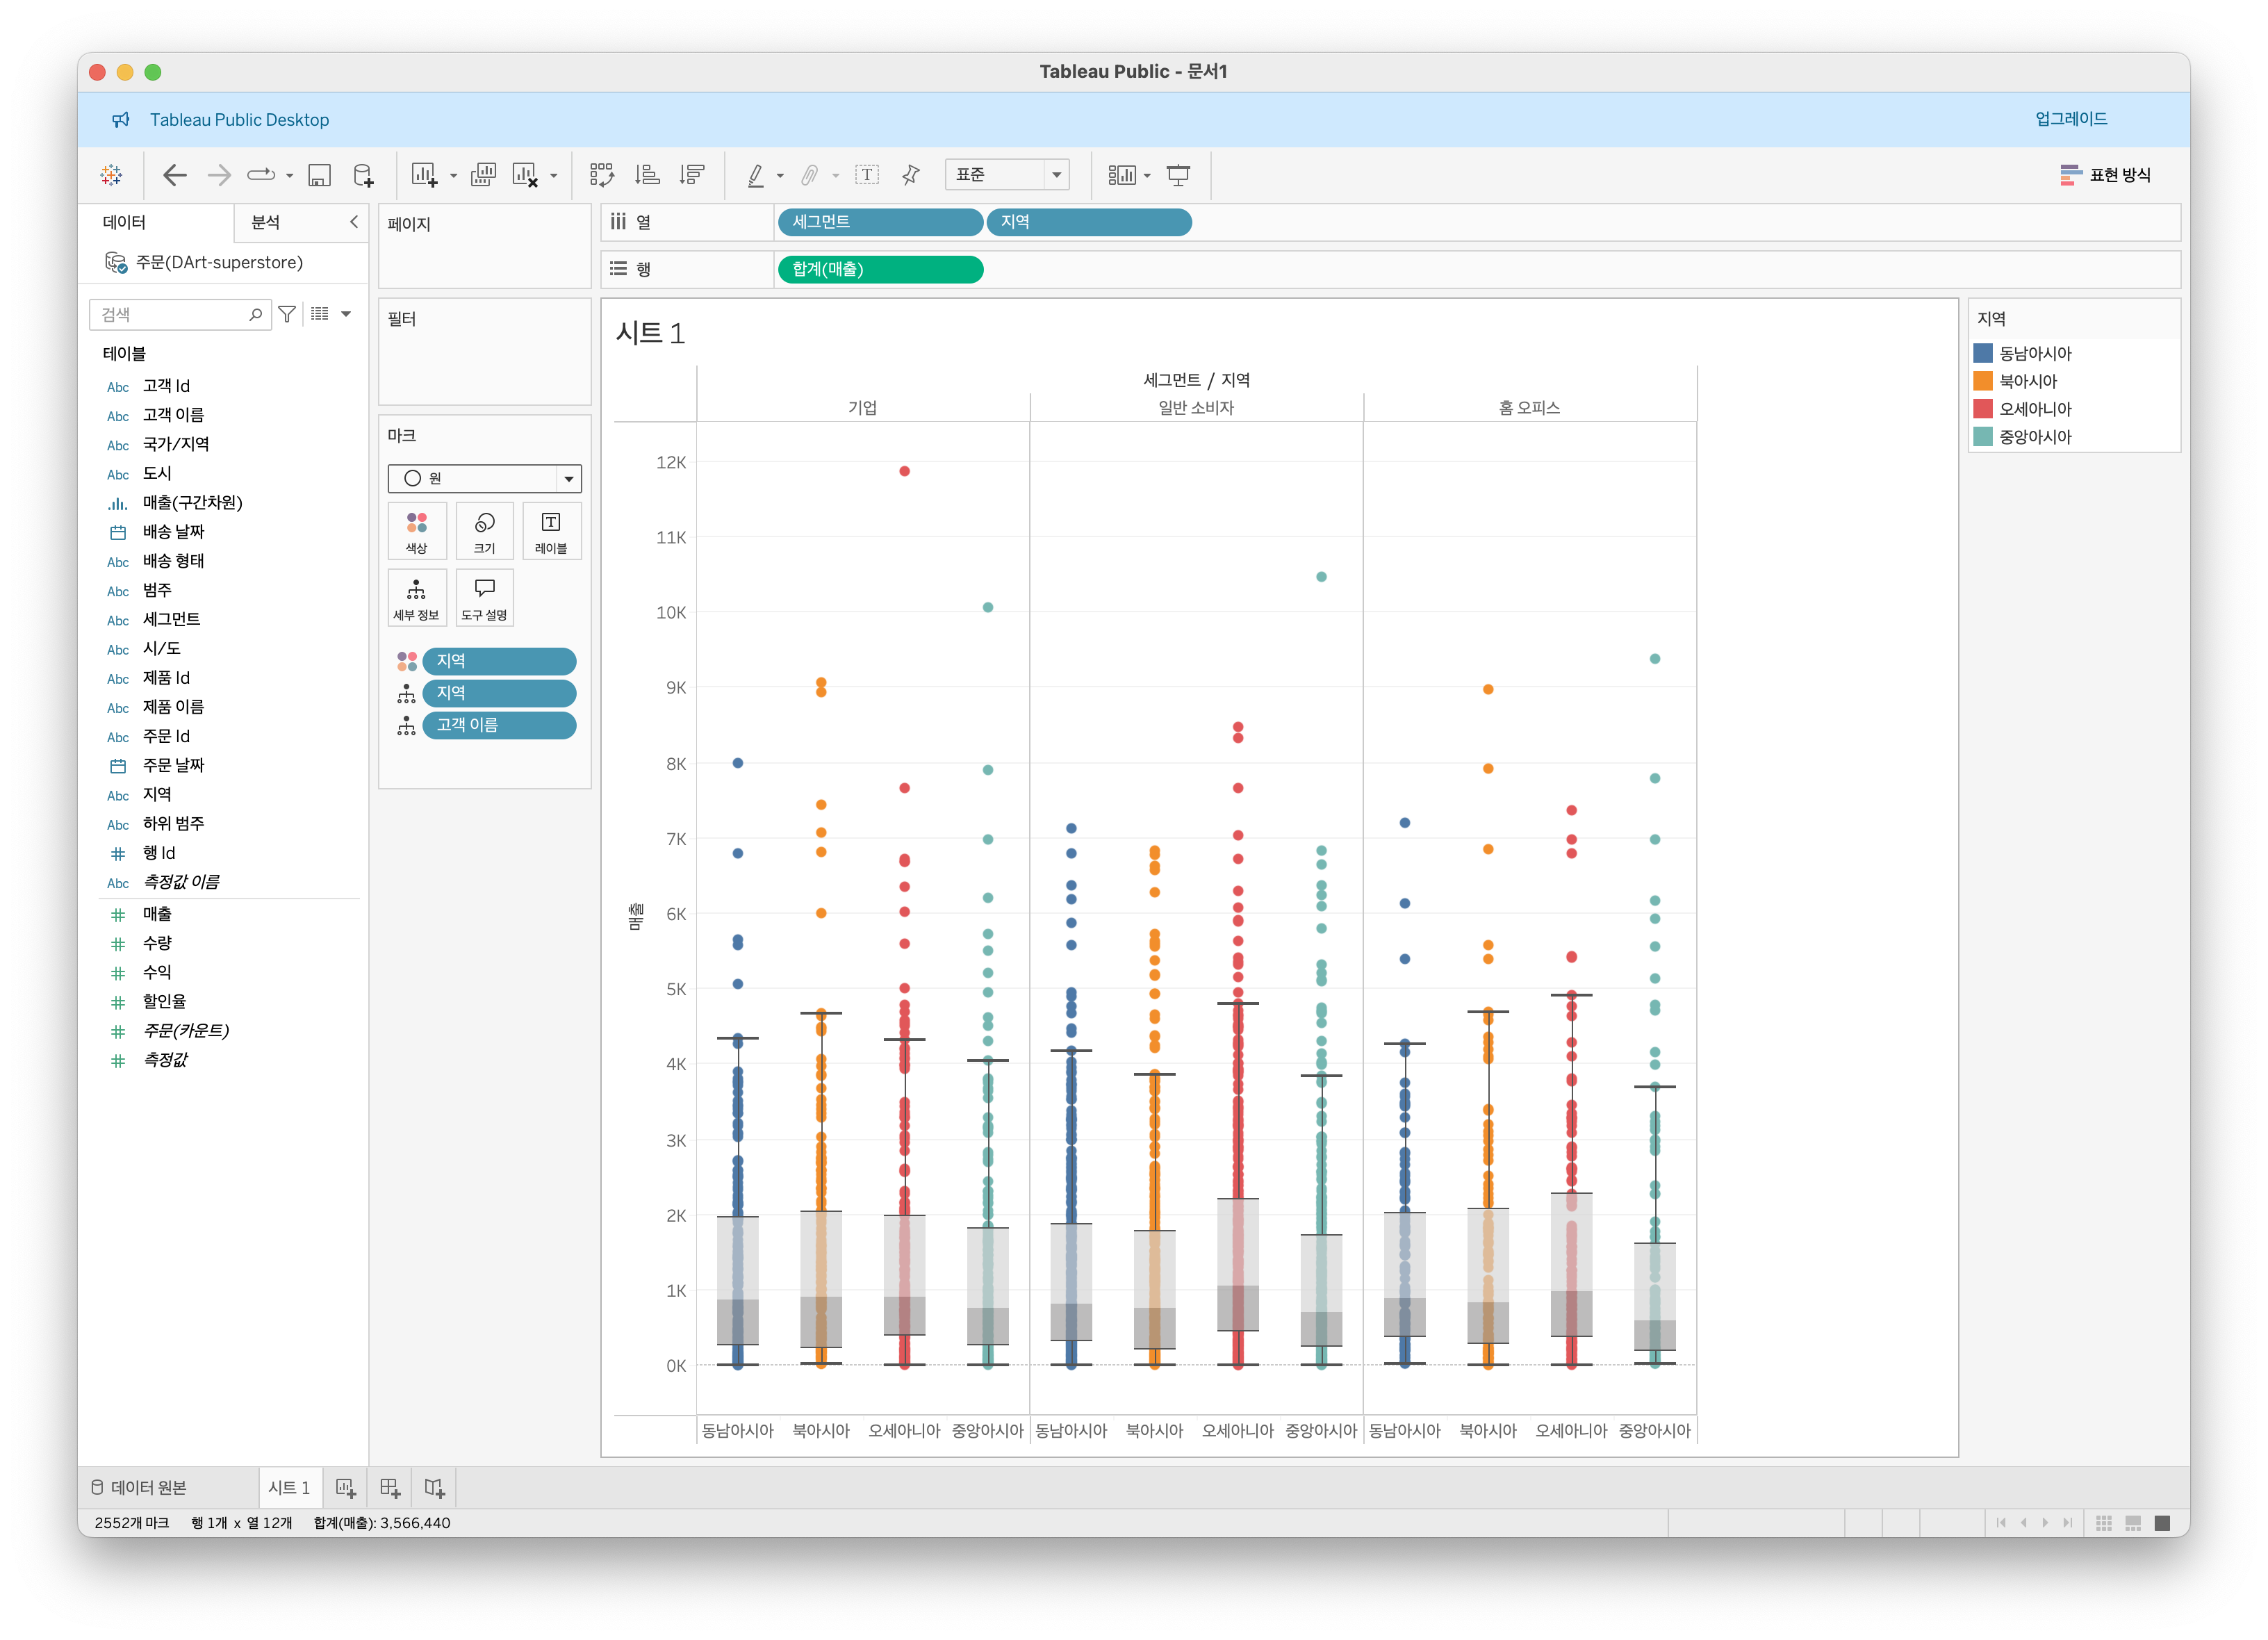 Tableau Public - 문서1
Tableau Public Desktop
업그레이드
표준
표현 방식
데이터
분석
주문(DArt-superstore)
검색
테이블
Abc 고객 Id
Abc 고객 이름
Abc 국가/지역
Abc 도시
매출(구간차원)
배송 날짜
Abc 배송 형태
Abc 범주
Abc 세그먼트
Abc 시/도
Abc 제품 Id
Abc 제품 이름
Abc 주문 Id
주문 날짜
Abc 지역
Abc 하위 범주
행 Id
Abc 측정값 이름
매출
수량
수익
할인율
주문(카운트)
측정값
페이지
필터
마크
원
색상
크기
레이블
세부 정보
도구 설명
지역
지역
고객 이름
열
세그먼트
지역
행
합계(매출)
시트 1
세그먼트 / 지역
기업
일반 소비자
홈 오피스
12K
11K
10K
9K
8K
7K
6K
5K
4K
3K
2K
1K
0K
매출
동남아시아 북아시아 오세아니아 중앙아시아 동남아시아 북아시아 오세아니아 중앙아시아 동남아시아 북아시아 오세아니아 중앙아시아
지역
동남아시아
북아시아
오세아니아
중앙아시아
데이터 원본
시트 1
2552개 마크 행 1개 x 열 12개 합계(매출): 3,566,440